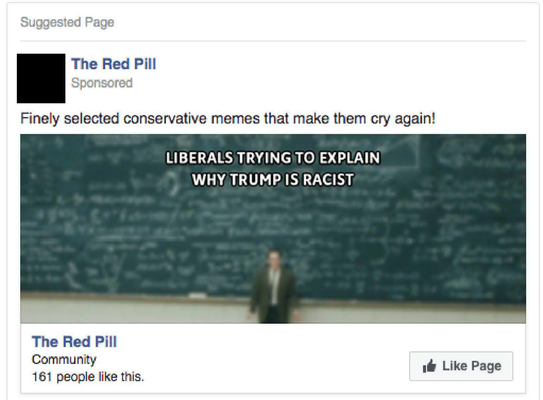 Suggested Page
The Red Pill
Sponsored
Finely selected conservative memes that make them cry again!
LIBERALS TRYING TO EXPLAIN
WHY TRUMP IS RACIST
The Red Pill
Community
161 people like this.
Like Page